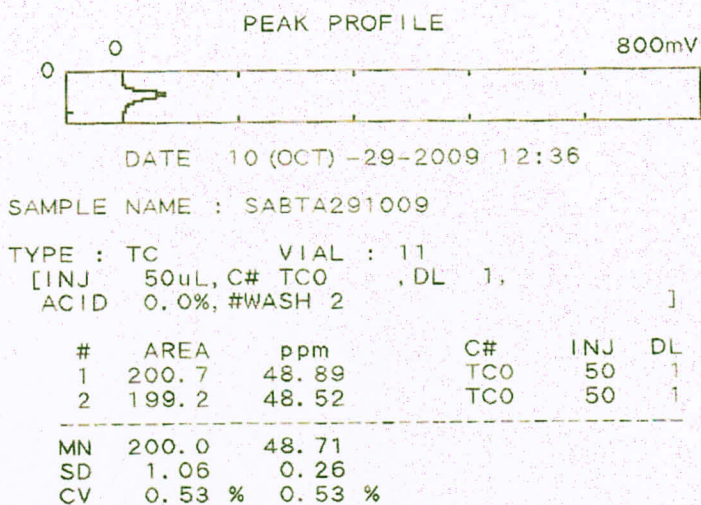 PEAK PROFILE
0 800mV
0
DATE 10 (OCT) -29-2009 12:36
SAMPLE NAME : SABTA291009
TYPE : TC VIAL : 11
[INJ 50uL, C# TC0 , DL 1,
ACID 0.0%, #WASH 2 ]
# AREA ppm C# INJ DL
1 200.7 48.89 TC0 50 1
2 199.2 48.52 TC0 50 1
MN 200.0 48.71
SD 1.06 0.26
CV 0.53 % 0.53 %